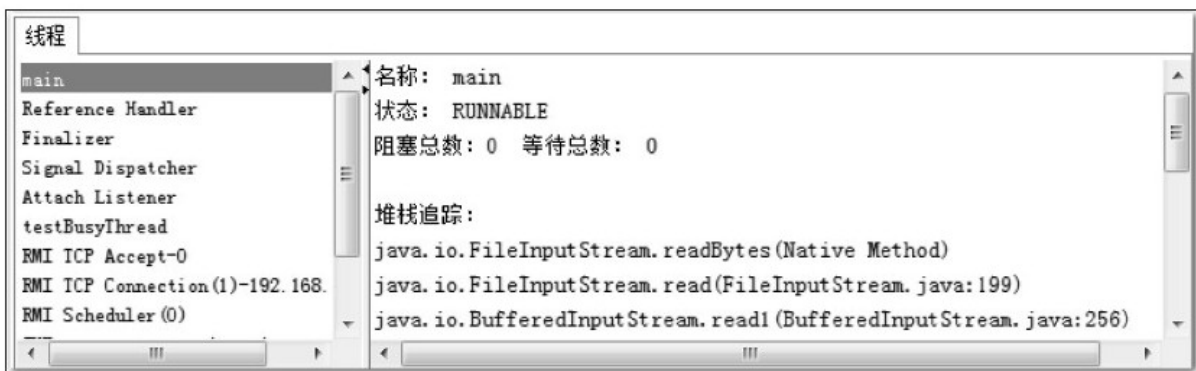 线程
main
Reference Handler
Finalizer
Signal Dispatcher
Attach Listener
testBusyThread
RMI TCP Accept-0
RMI TCP Connection(1)-192.168.
RMI Scheduler(0)
名称: main
状态: RUNNABLE
阻塞总数: 0 等待总数: 0
堆栈追踪:
java.io.FileInputStream.readBytes(Native Method)
java.io.FileInputStream.read(FileInputStream.java:199)
java.io.BufferedInputStream.read1(BufferedInputStream.java:256)